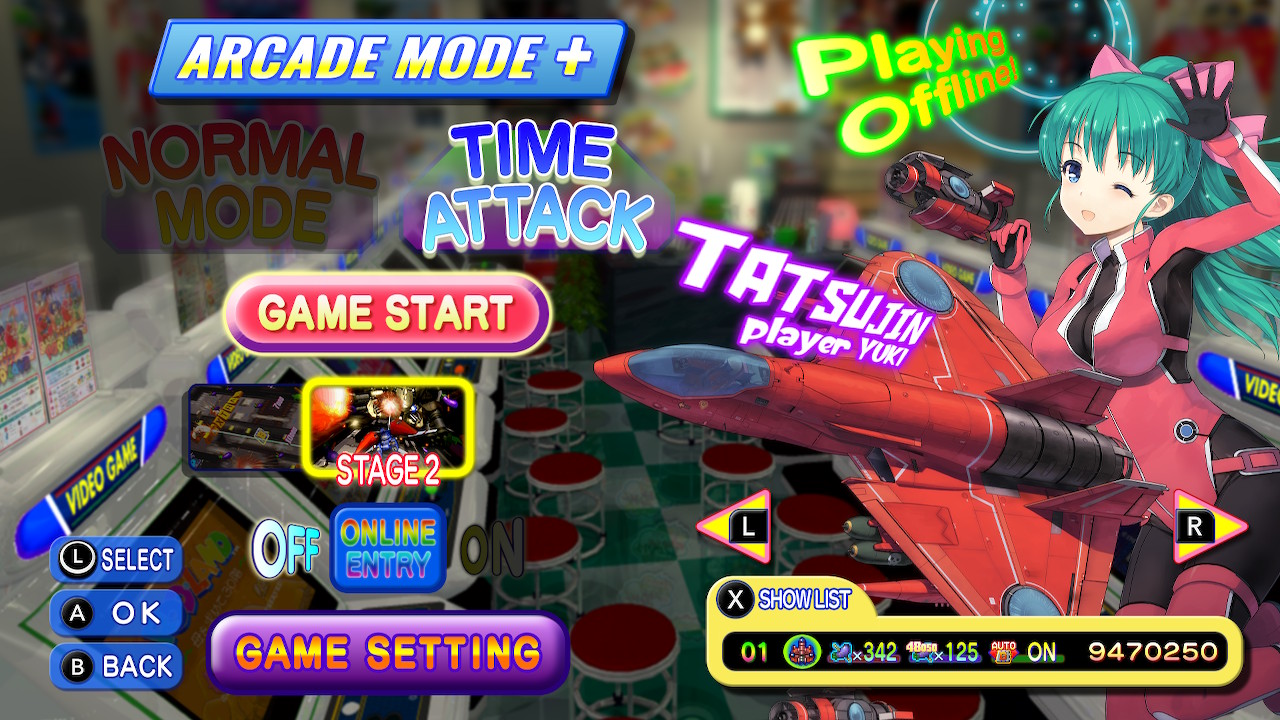 ARCADE MODE +
Playing
Offline!
NORMAL
MODE
TIME
ATTACK
TATSUJIN
player YUKI
GAME START
STAGE 2
VIDEO GAME
OFF
ONLINE
ENTRY
ON
L SELECT
A OK
B BACK
GAME SETTING
L
R
X SHOW LIST
01 ×342 ×125 AUTO ON 9470250